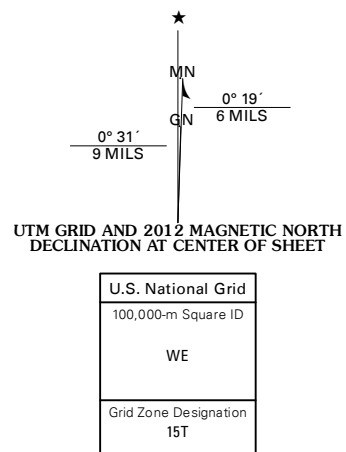 ★
MN
0° 19´
6 MILS
GN
0° 31´
9 MILS
UTM GRID AND 2012 MAGNETIC NORTH
DECLINATION AT CENTER OF SHEET
U.S. National Grid
100,000-m Square ID
WE
Grid Zone Designation
15T